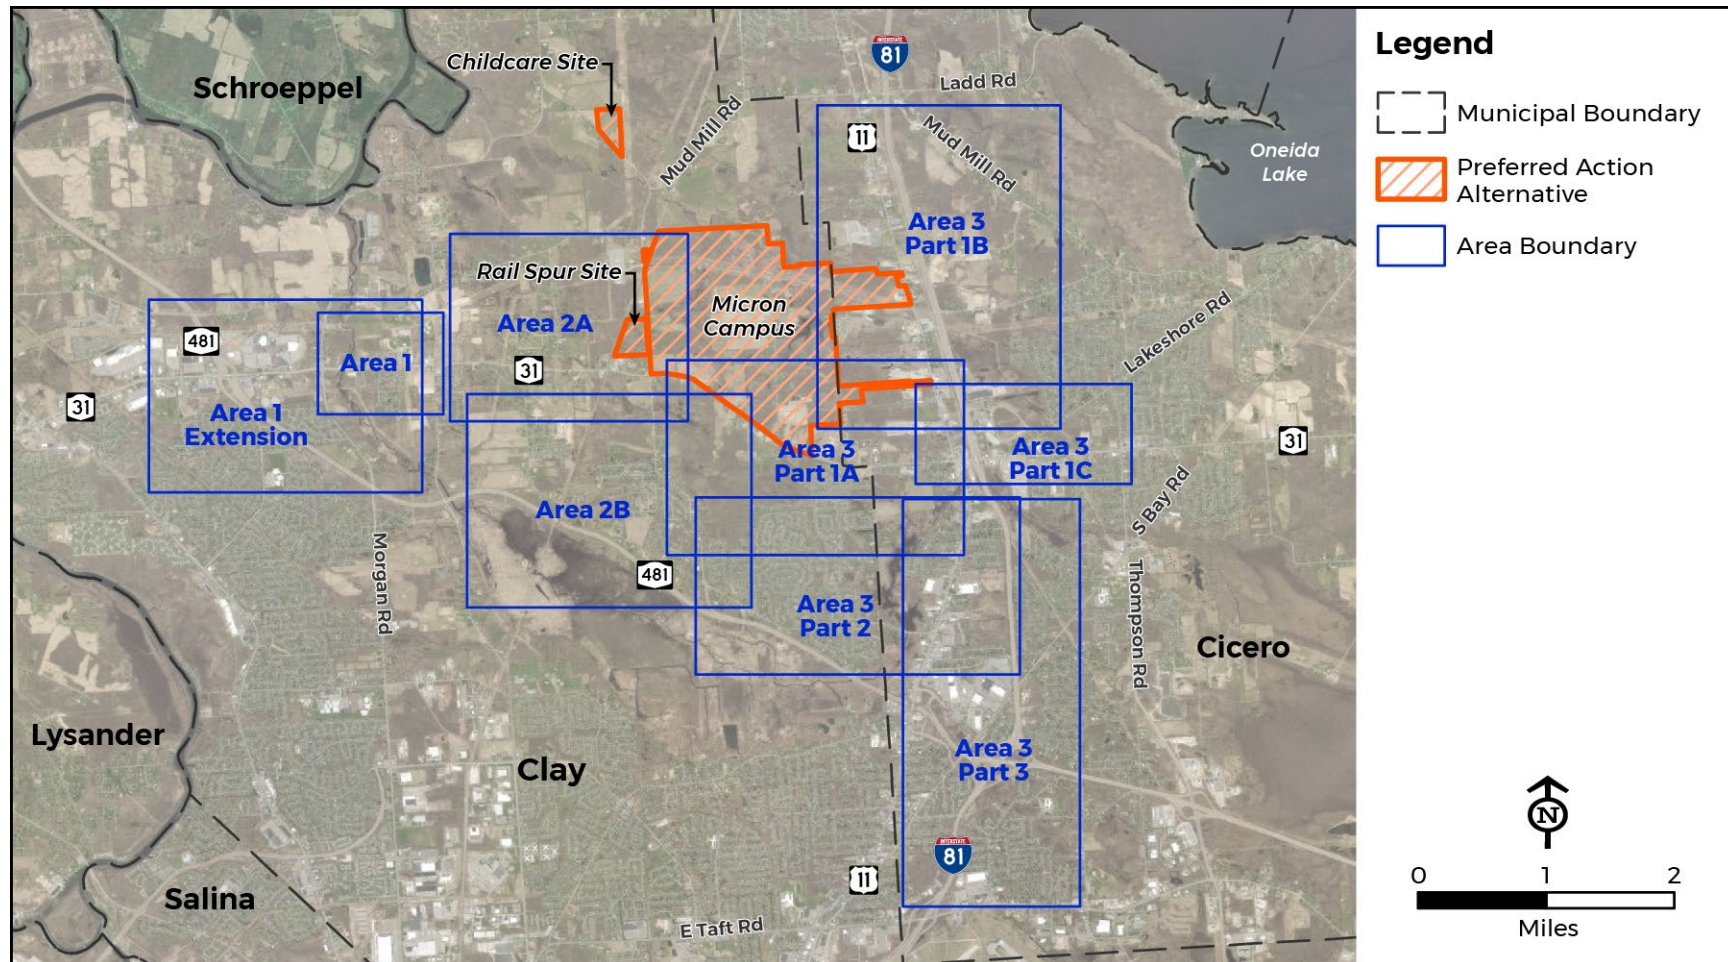 Schroeppel
Childcare Site
Mud Mill Rd
INTERSTATE
81
Ladd Rd
11
Mud Mill Rd
Oneida
Lake
Area 3
Part 1B
Rail Spur Site
Area 2A
Micron
Campus
Lakeshore Rd
481
Area 1
31
31
Area 1
Extension
Area 3
Part 1A
Area 3
Part 1C
31
Area 2B
S Bay Rd
Morgan Rd
481
Area 3
Part 2
Thompson Rd
Cicero
Lysander
Clay
Area 3
Part 3
INTERSTATE
81
11
Salina
E Taft Rd
Legend
Municipal Boundary
Preferred Action
Alternative
Area Boundary
N
0 1 2
Miles